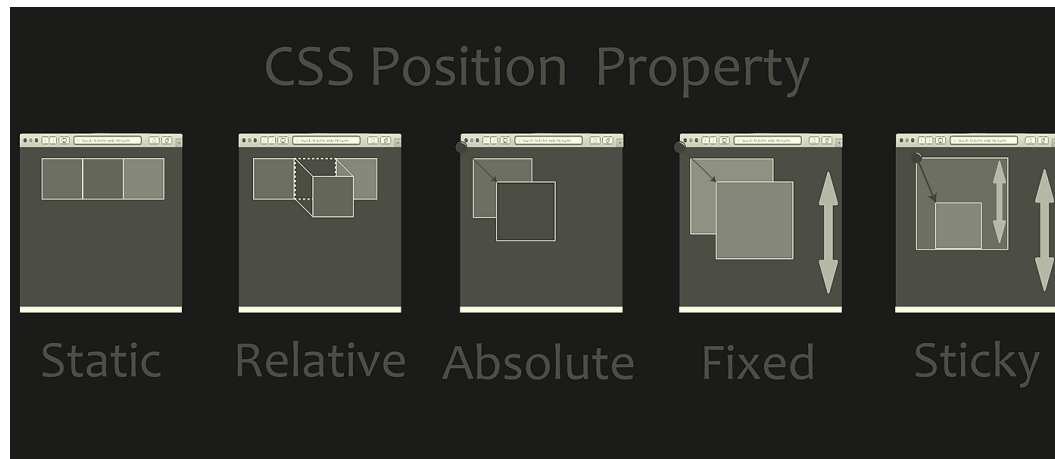 CSS Position Property
Static
Relative
Absolute
Fixed
Sticky